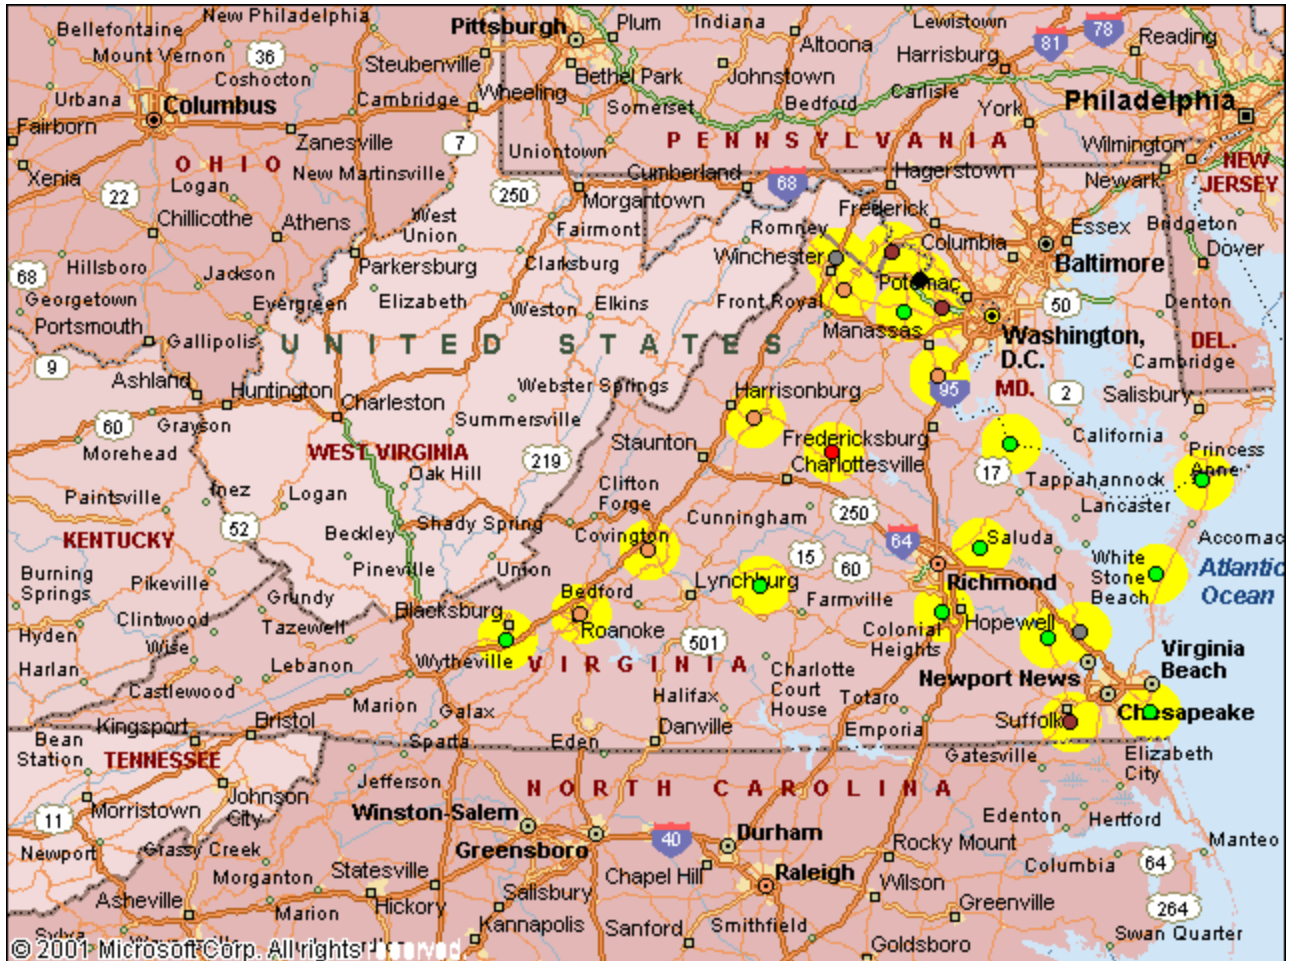 Bellefontaine
New Philadelphia
Pittsburgh
Plum
Indiana
Lewistown
78
81
Reading
Mount Vernon
36
Steubenville
Altoona
Harrisburg
Coshocton
Bethel Park
Johnstown
Urbana
Columbus
Cambridge
Wheeling
Somerset
Bedford
Carlisle
York
Philadelphia
Fairborn
Zanesville
7
PENNSYLVANIA
Wilmington
OHIO
Uniontown
NEW
JERSEY
Xenia
Logan
New Martinsville
Cumberland
68
Hagerstown
Newark
22
250
Morgantown
Chillicothe
Athens
West
Union
Fairmont
Romney
Frederick
Essex
Bridgeton
Columbia
Dover
Hillsboro
Parkersburg
Clarksburg
Winchester
Baltimore
68
Jackson
Potomac
Georgetown
Evergreen
Elizabeth
Weston
Elkins
Front Royal
50
Denton
Portsmouth
Gallipolis
UNITED STATES
Manassas
Washington,
D.C.
DEL.
9
Cambridge
Ashland
Huntington
Webster Springs
Harrisonburg
95
MD.
2
Salisbury
Charleston
60
Grayson
Summersville
Staunton
Fredericksburg
California
Morehead
WEST VIRGINIA
219
Charlottesville
17
Princess
Anne
Oak Hill
Tappahannock
Paintsville
Inez
Logan
Clifton
Forge
Lancaster
52
Beckley
Shady Spring
Cunningham
250
KENTUCKY
Covington
64
Saluda
Accomac
Burning
Springs
Pikeville
Pineville
Union
15
60
White
Stone
Beach
Atlantic
Ocean
Grundy
Bedford
Lynchburg
Richmond
Farmville
Clintwood
Tazewell
Blacksburg
Roanoke
501
Colonial
Heights
Hopewell
Hyden
Wise
Harlan
Lebanon
Wytheville
VIRGINIA
Charlotte
Court
House
Newport News
Virginia
Beach
Castlewood
Marion
Halifax
Totaro
Kingsport
Bristol
Galax
Danville
Emporia
Suffolk
Chesapeake
Bean
Station
TENNESSEE
Sparta
Eden
Gatesville
Elizabeth
City
Jefferson
NORTH CAROLINA
Morristown
Johnson
City
Winston-Salem
Edenton
Hertford
11
Greensboro
40
Durham
Rocky Mount
Manteo
Newport
Grassy Creek
Columbia
64
Morganton
Statesville
Chapel Hill
Raleigh
Wilson
Asheville
Marion
Hickory
Salisbury
Greenville
264
Kannapolis
Sanford
Smithfield
Goldsboro
Swan Quarter
© 2001 Microsoft Corp. All rights reserved.